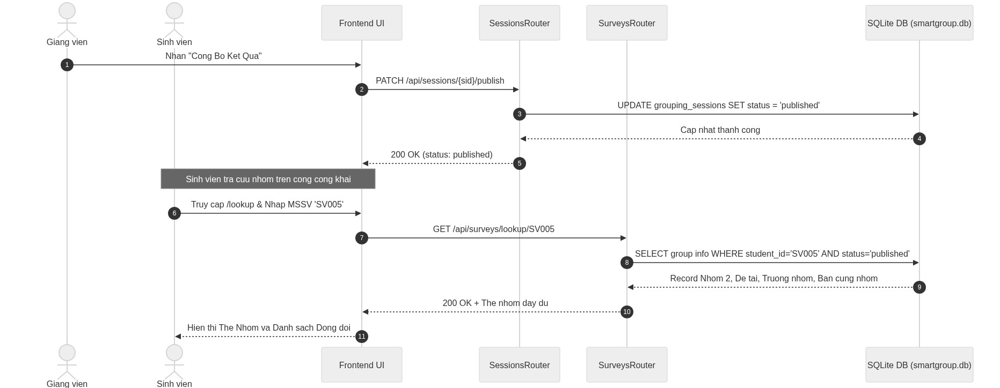 Giang vien
Sinh vien
Frontend UI
SessionsRouter
SurveysRouter
SQLite DB (smartgroup.db)
Nhan "Cong Bo Ket Qua"
1
PATCH /api/sessions/{sid}/publish
2
UPDATE grouping_sessions SET status = 'published'
3
Cap nhat thanh cong
4
200 OK (status: published)
5
Sinh vien tra cuu nhom tren cong cong khai
Truy cap /lookup & Nhap MSSV 'SV005'
6
GET /api/surveys/lookup/SV005
7
SELECT group info WHERE student_id='SV005' AND status='published'
8
Record Nhom 2, De tai, Truong nhom, Ban cung nhom
9
200 OK + The nhom day du
10
Hien thi The Nhom va Danh sach Dong doi
11
Giang vien
Sinh vien
Frontend UI
SessionsRouter
SurveysRouter
SQLite DB (smartgroup.db)